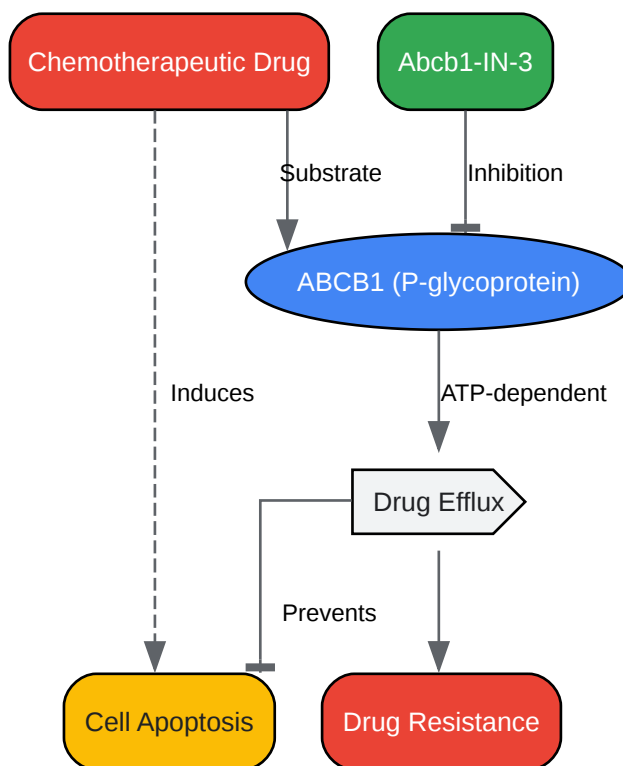 Chemotherapeutic Drug
Abcb1-IN-3
Substrate
Inhibition
ABCB1 (P-glycoprotein)
Induces
ATP-dependent
Drug Efflux
Prevents
Cell Apoptosis
Drug Resistance